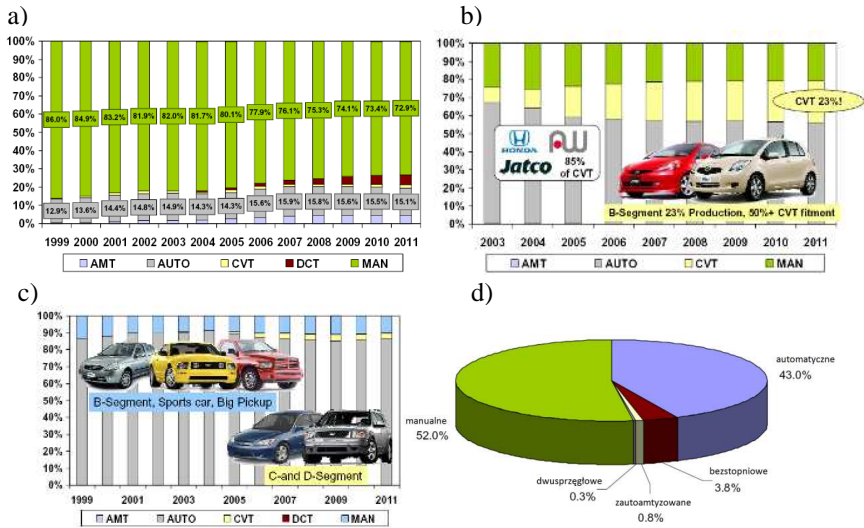 a)
100%
90%
80%
70%
60%
50%
40%
30%
20%
10%
0%
86.0% 84.9% 83.2% 81.9% 82.0% 81.7% 80.1% 77.9% 76.1% 75.3% 74.1% 73.4% 72.9%
12.9% 13.6% 14.4% 14.8% 14.9% 14.3% 14.3% 15.6% 15.9% 15.8% 15.6% 15.5% 15.1%
1999 2000 2001 2002 2003 2004 2005 2006 2007 2008 2009 2010 2011
AMT AUTO CVT DCT MAN
b)
100%
90%
80%
70%
60%
50%
40%
30%
20%
10%
0%
CVT 23%!
HONDA
AW
Jatco
85%
of CVT
B-Segment 23% Production, 50%+ CVT fitment
2003 2004 2005 2006 2007 2008 2009 2010 2011
AMT AUTO CVT MAN
c)
100%
90%
80%
70%
60%
50%
40%
30%
20%
10%
0%
B-Segment, Sports car, Big Pickup
C-and D-Segment
1999 2001 2003 2005 2007 2009 2011
AMT AUTO CVT DCT MAN
d)
automatyczne
43.0%
manualne
52.0%
bezstopniowe
3.8%
dwusprzęgłowe
0.3%
zautoamtyzowane
0.8%